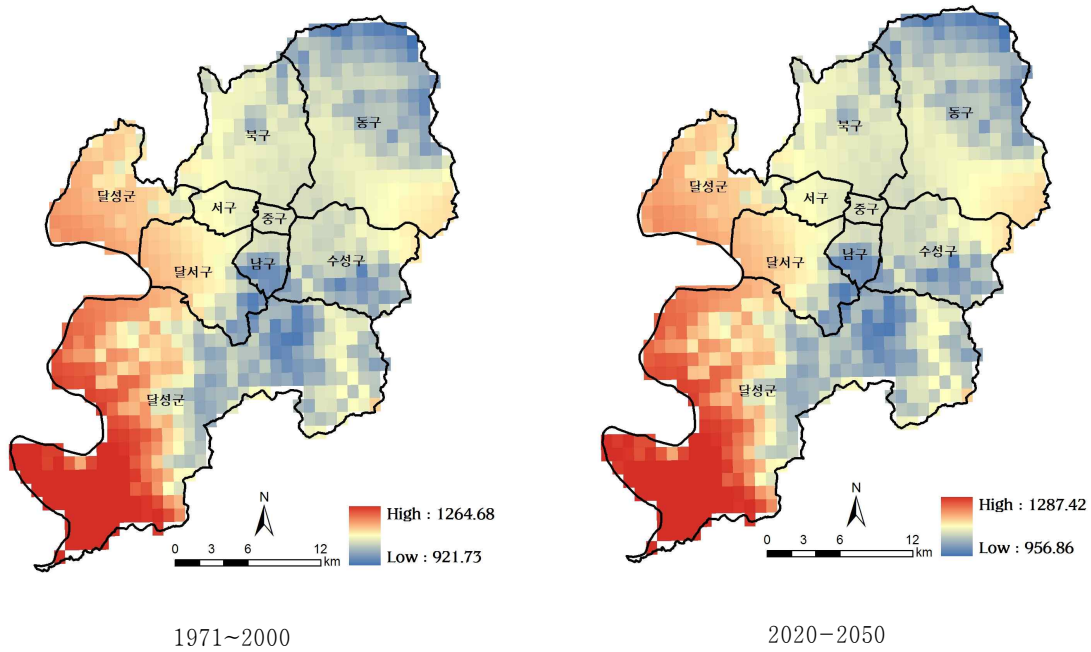 북구
동구
달성군
서구
중구
달서구
남구
수성구
달성군
N
High : 1264.68
Low : 921.73
0 3 6 12
km
1971~2000
북구
동구
달성군
서구
중구
달서구
남구
수성구
달성군
N
High : 1287.42
Low : 956.86
0 3 6 12
km
2020-2050